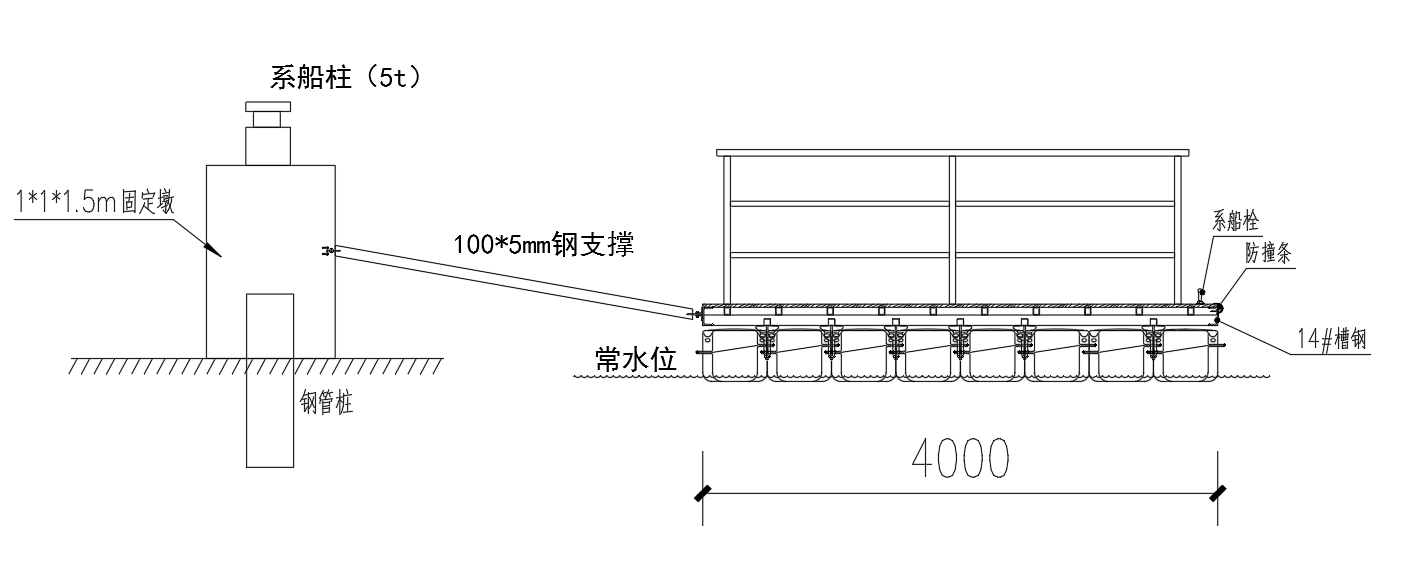 系船柱（5t）
1*1*1.5m固定墩
100*5mm钢支撑
系船栓
防撞条
14#槽钢
常水位
钢管桩
4000